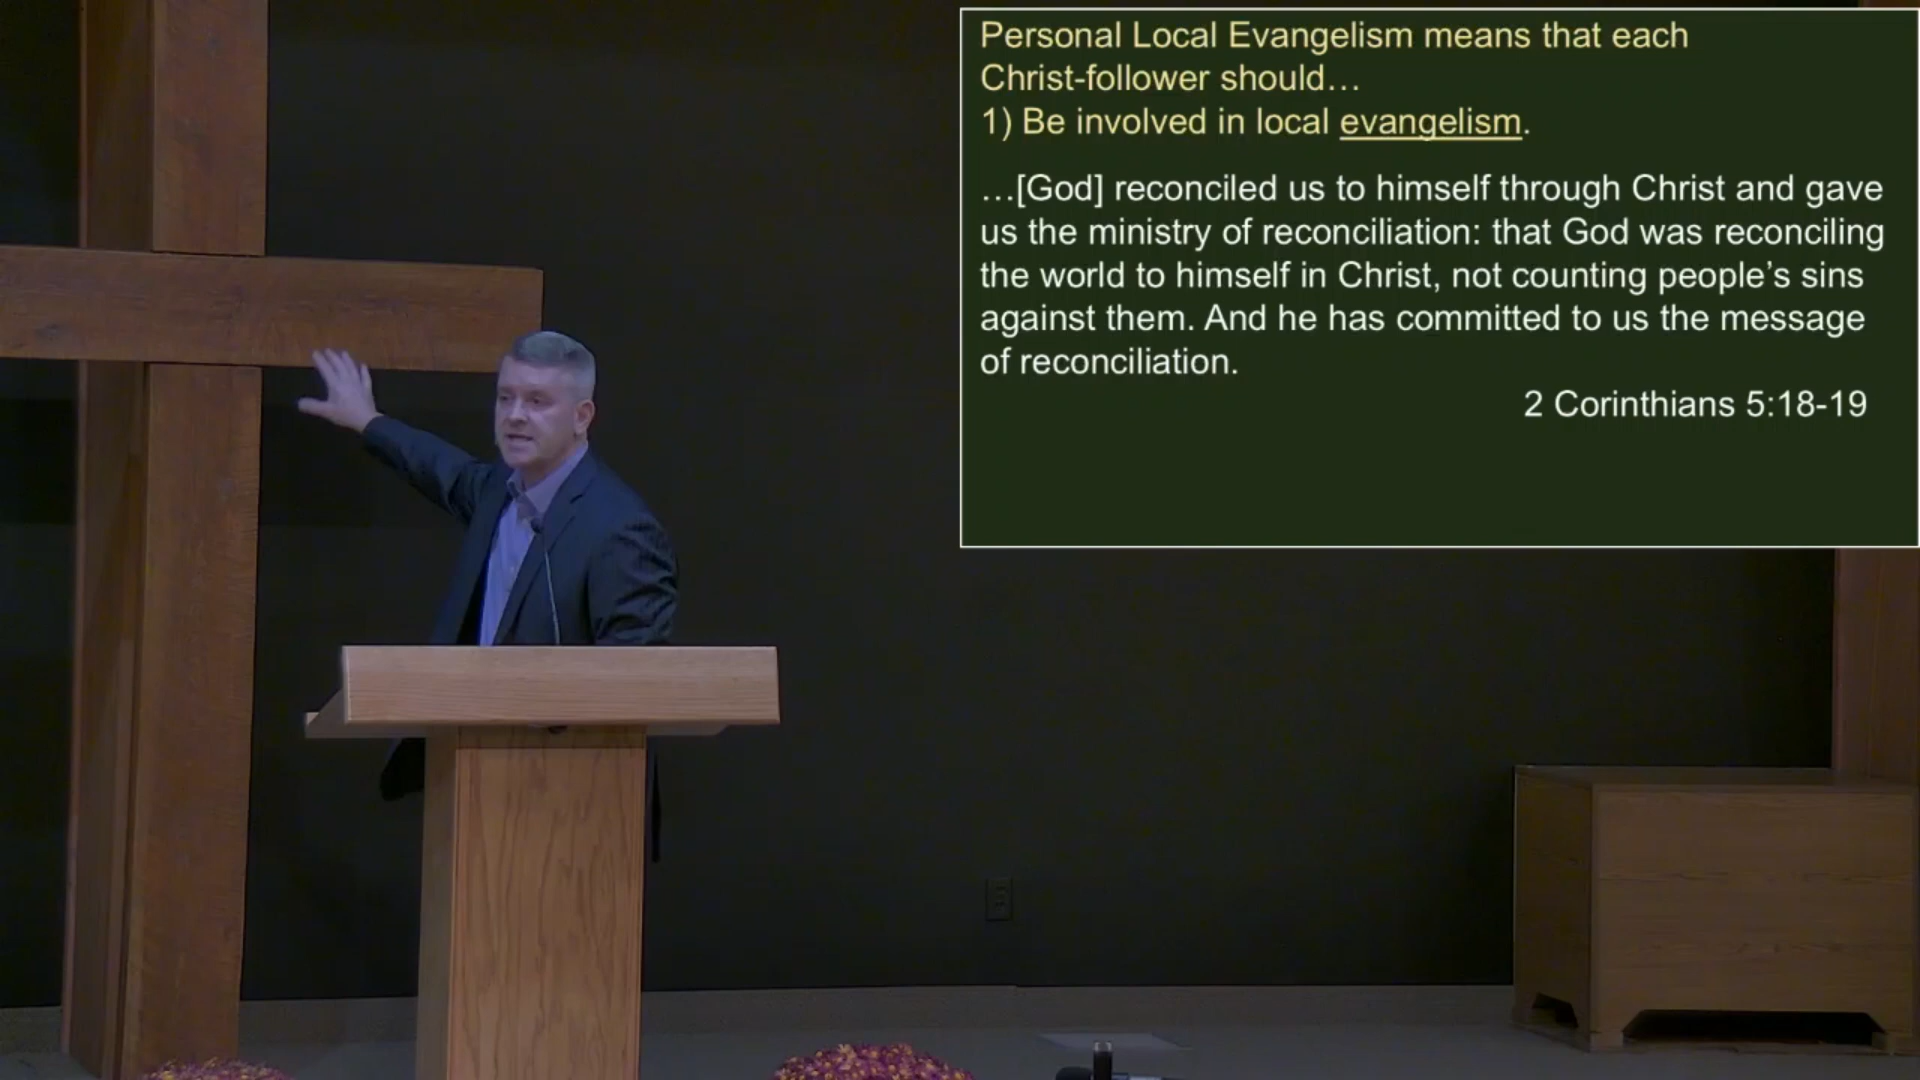 Personal Local Evangelism means that each
Christ-follower should…
1) Be involved in local evangelism.
…[God] reconciled us to himself through Christ and gave
us the ministry of reconciliation: that God was reconciling
the world to himself in Christ, not counting people’s sins
against them. And he has committed to us the message
of reconciliation.
2 Corinthians 5:18-19